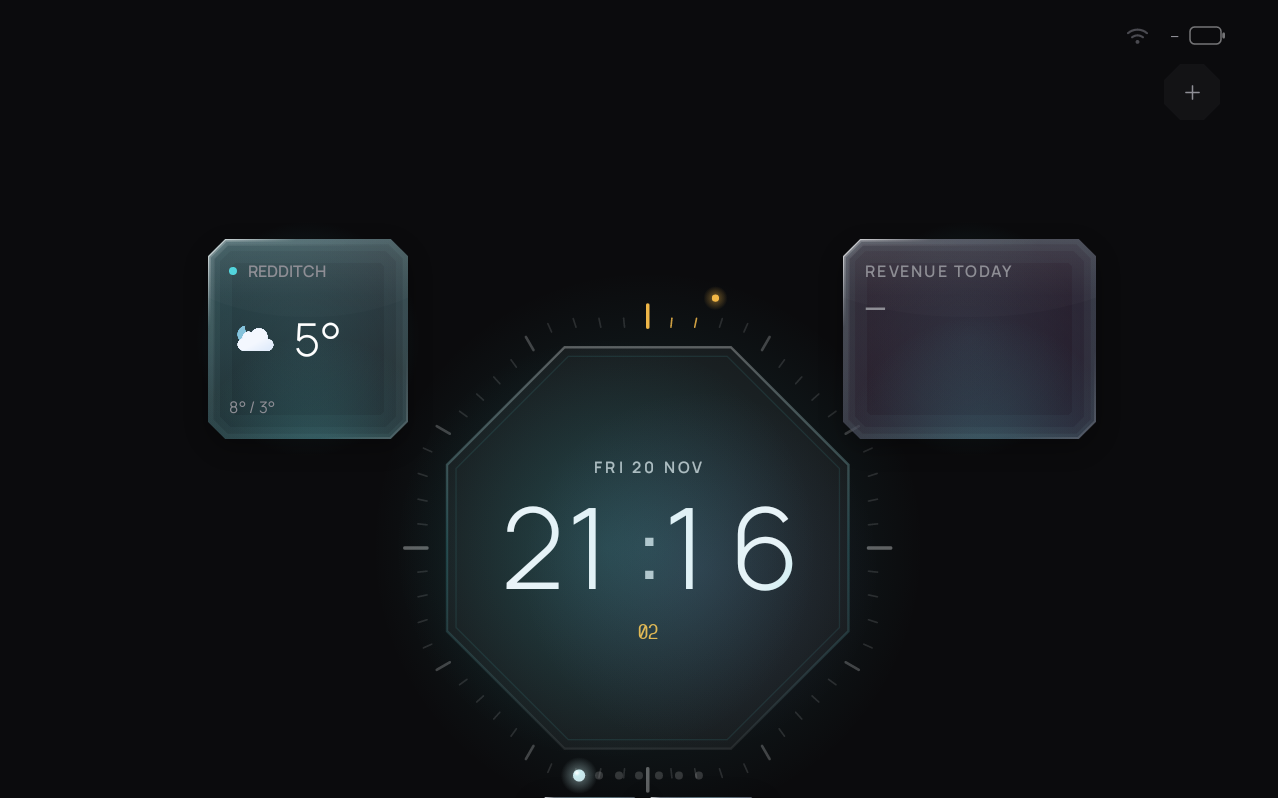 –
+
REDDITCH
5°
8° / 3°
REVENUE TODAY
—
FRI 20 NOV
21:16
02